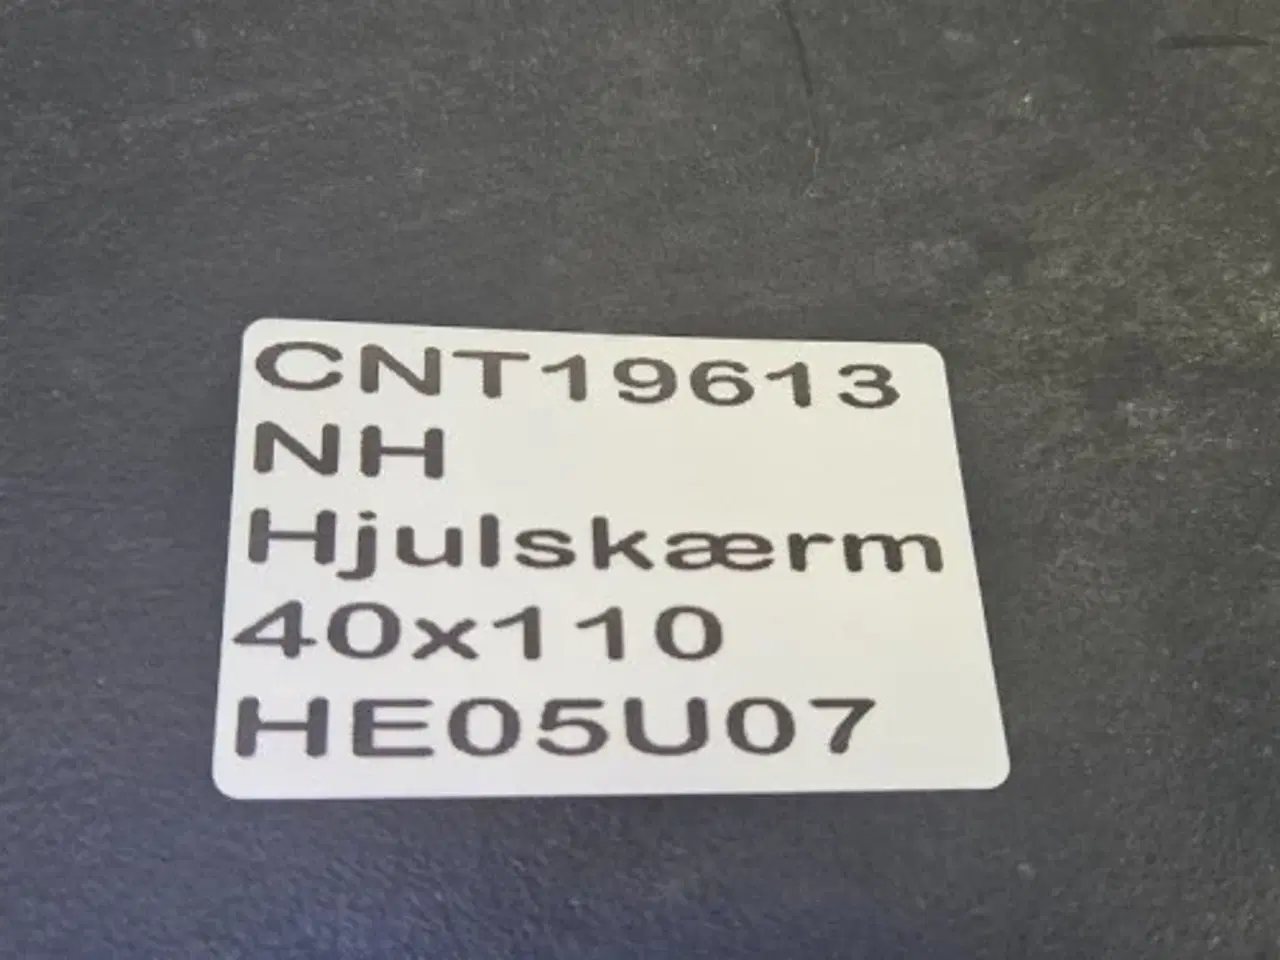 CNT19613
NH
Hjulskærm
40x110
HE05U07